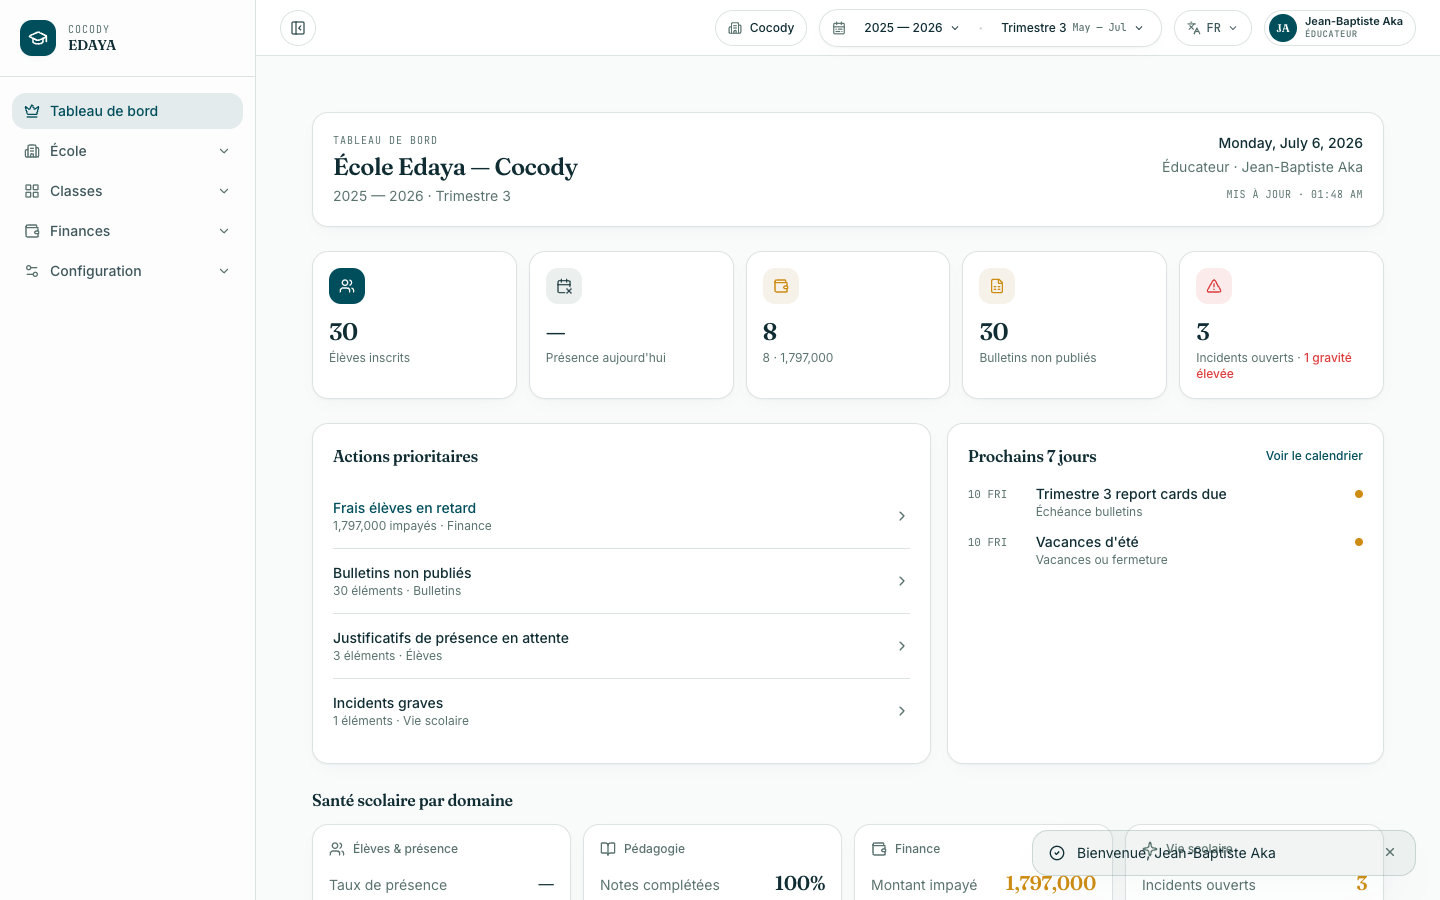 COCODY
EDAYA
Tableau de bord
École
Classes
Finances
Configuration
Cocody
2025 — 2026 · Trimestre 3 May — Jul
FR
JA
Jean-Baptiste Aka
ÉDUCATEUR
TABLEAU DE BORD
École Edaya — Cocody
2025 — 2026 · Trimestre 3
Monday, July 6, 2026
Éducateur · Jean-Baptiste Aka
MIS À JOUR · 01:48 AM
30
Élèves inscrits
—
Présence aujourd'hui
8
8 · 1,797,000
30
Bulletins non publiés
3
Incidents ouverts · 1 gravité
élevée
Actions prioritaires
Frais élèves en retard
1,797,000 impayés · Finance
Bulletins non publiés
30 éléments · Bulletins
Justificatifs de présence en attente
3 éléments · Élèves
Incidents graves
1 éléments · Vie scolaire
Prochains 7 jours
Voir le calendrier
10 FRI
Trimestre 3 report cards due
Échéance bulletins
10 FRI
Vacances d'été
Vacances ou fermeture
Santé scolaire par domaine
Élèves & présence
Taux de présence —
Pédagogie
Notes complétées 100%
Finance
Montant impayé 1,797,000
Vie scolaire
Incidents ouverts 3
Bienvenue, Jean-Baptiste Aka